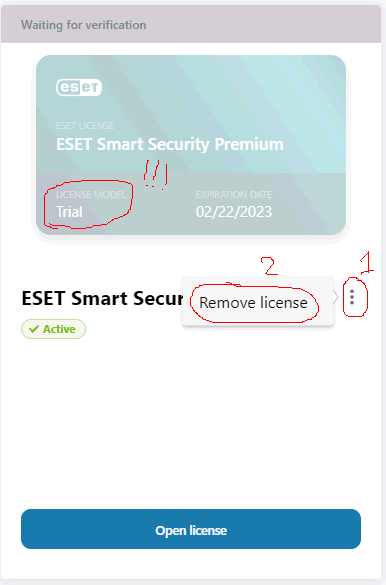 Waiting for verification
eset
ESET LICENSE
ESET Smart Security Premium
!!!
LICENSE MODEL EXPIRATION DATE
Trial 02/22/2023
2 1
ESET Smart Secur Remove license
Active
Open license